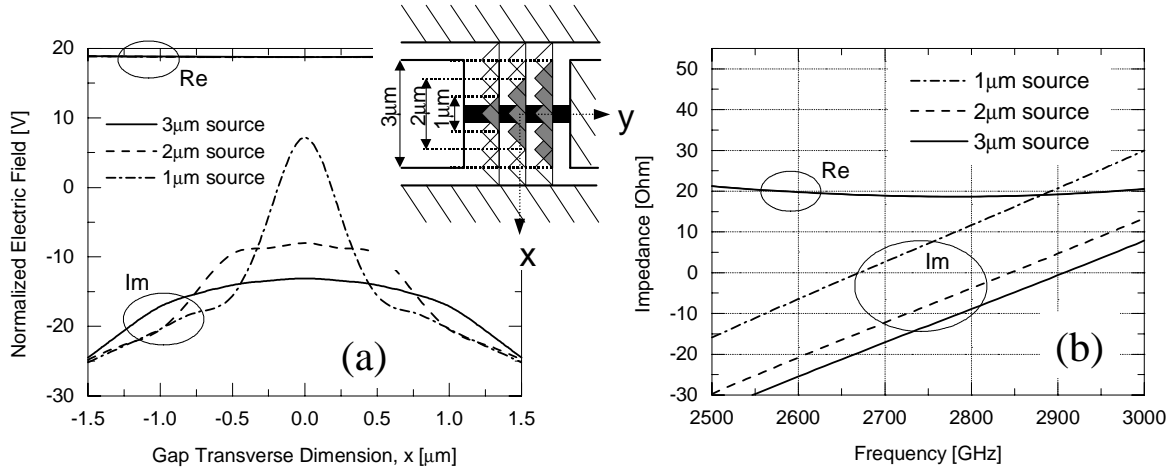 20
10
0
-10
-20
-30
-1.5
-1.0
-0.5
0.0
0.5
1.0
1.5
Normalized Electric Field [V]
Gap Transverse Dimension, x [μm]
Re
3μm source
2μm source
1μm source
Im
(a)
3μm
2μm
1μm
y
x
50
40
30
20
10
0
-10
-20
-30
2500
2600
2700
2800
2900
3000
Impedance [Ohm]
Frequency [GHz]
1μm source
2μm source
3μm source
Re
Im
(b)